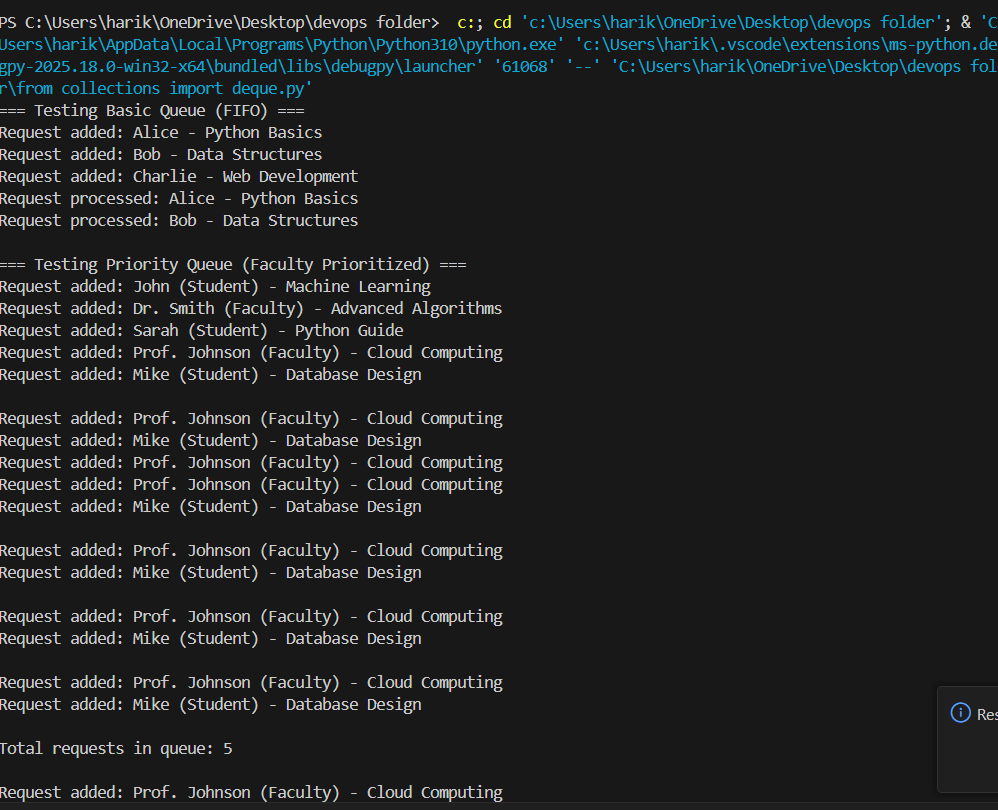 PS C:\Users\harik\OneDrive\Desktop\devops folder>  c:; cd 'c:\Users\harik\OneDrive\Desktop\devops folder'; & 'C
Users\harik\AppData\Local\Programs\Python\Python310\python.exe' 'c:\Users\harik\.vscode\extensions\ms-python.de
gpy-2025.18.0-win32-x64\bundled\libs\debugpy\launcher' '61068' '--' 'C:\Users\harik\OneDrive\Desktop\devops fol
r\from collections import deque.py'
=== Testing Basic Queue (FIFO) ===
Request added: Alice - Python Basics
Request added: Bob - Data Structures
Request added: Charlie - Web Development
Request processed: Alice - Python Basics
Request processed: Bob - Data Structures

=== Testing Priority Queue (Faculty Prioritized) ===
Request added: John (Student) - Machine Learning
Request added: Dr. Smith (Faculty) - Advanced Algorithms
Request added: Sarah (Student) - Python Guide
Request added: Prof. Johnson (Faculty) - Cloud Computing
Request added: Mike (Student) - Database Design

Request added: Prof. Johnson (Faculty) - Cloud Computing
Request added: Mike (Student) - Database Design
Request added: Prof. Johnson (Faculty) - Cloud Computing
Request added: Prof. Johnson (Faculty) - Cloud Computing
Request added: Mike (Student) - Database Design

Request added: Prof. Johnson (Faculty) - Cloud Computing
Request added: Mike (Student) - Database Design

Request added: Prof. Johnson (Faculty) - Cloud Computing
Request added: Mike (Student) - Database Design

Request added: Prof. Johnson (Faculty) - Cloud Computing
Request added: Mike (Student) - Database Design
Res

Total requests in queue: 5

Request added: Prof. Johnson (Faculty) - Cloud Computing